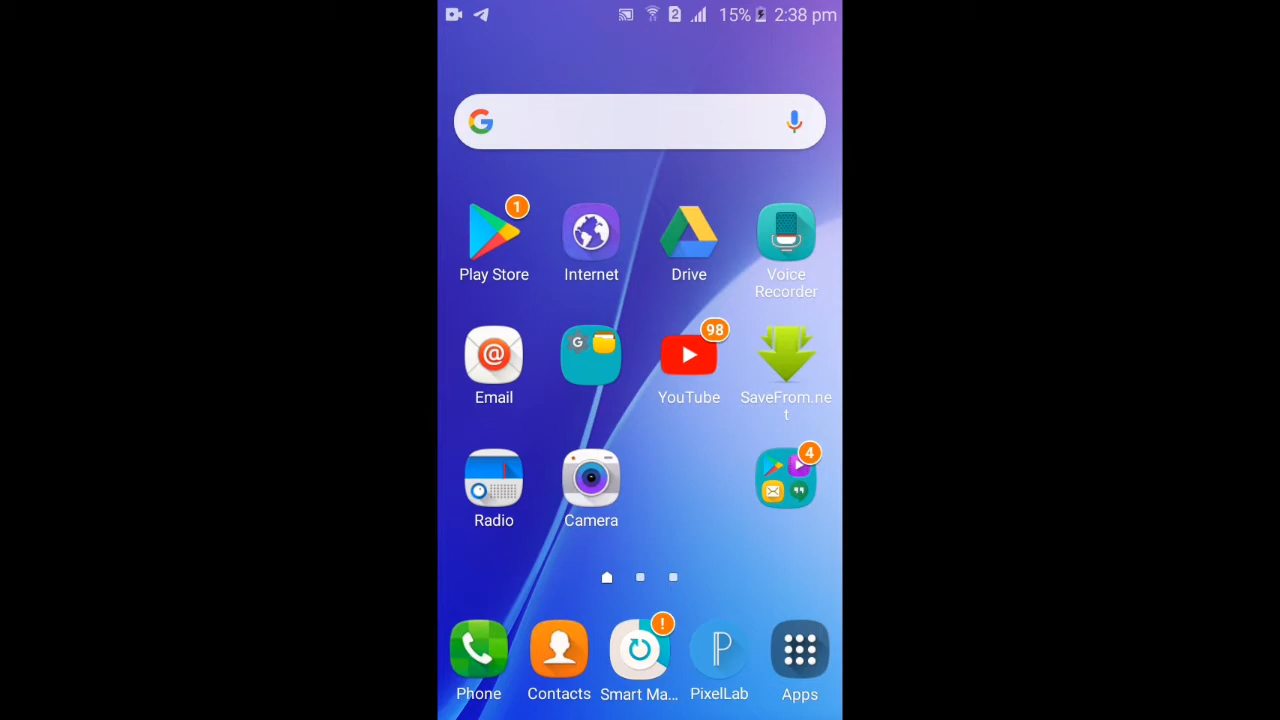 2 15% 2:38 pm
1
Play Store Internet Drive Voice
Recorder
98
Email YouTube SaveFrom.ne
t
4
Radio Camera
!
Phone Contacts Smart Ma... PixelLab Apps